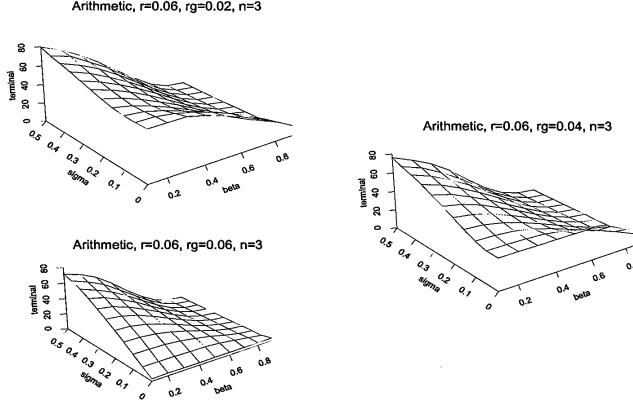 Arithmetic, r=0.06, rg=0.02, n=3
terminal
0 20 40 60 80
0.5 0.4 0.3 0.2 0.1 0
sigma
0.2 0.4 0.6 0.8
beta
Arithmetic, r=0.06, rg=0.04, n=3
terminal
0 20 40 60 80
0.5 0.4 0.3 0.2 0.1 0
sigma
0.2 0.4 0.6 0.8
beta
Arithmetic, r=0.06, rg=0.06, n=3
terminal
0 20 40 60 80
0.5 0.4 0.3 0.2 0.1 0
sigma
0.2 0.4 0.6 0.8
beta